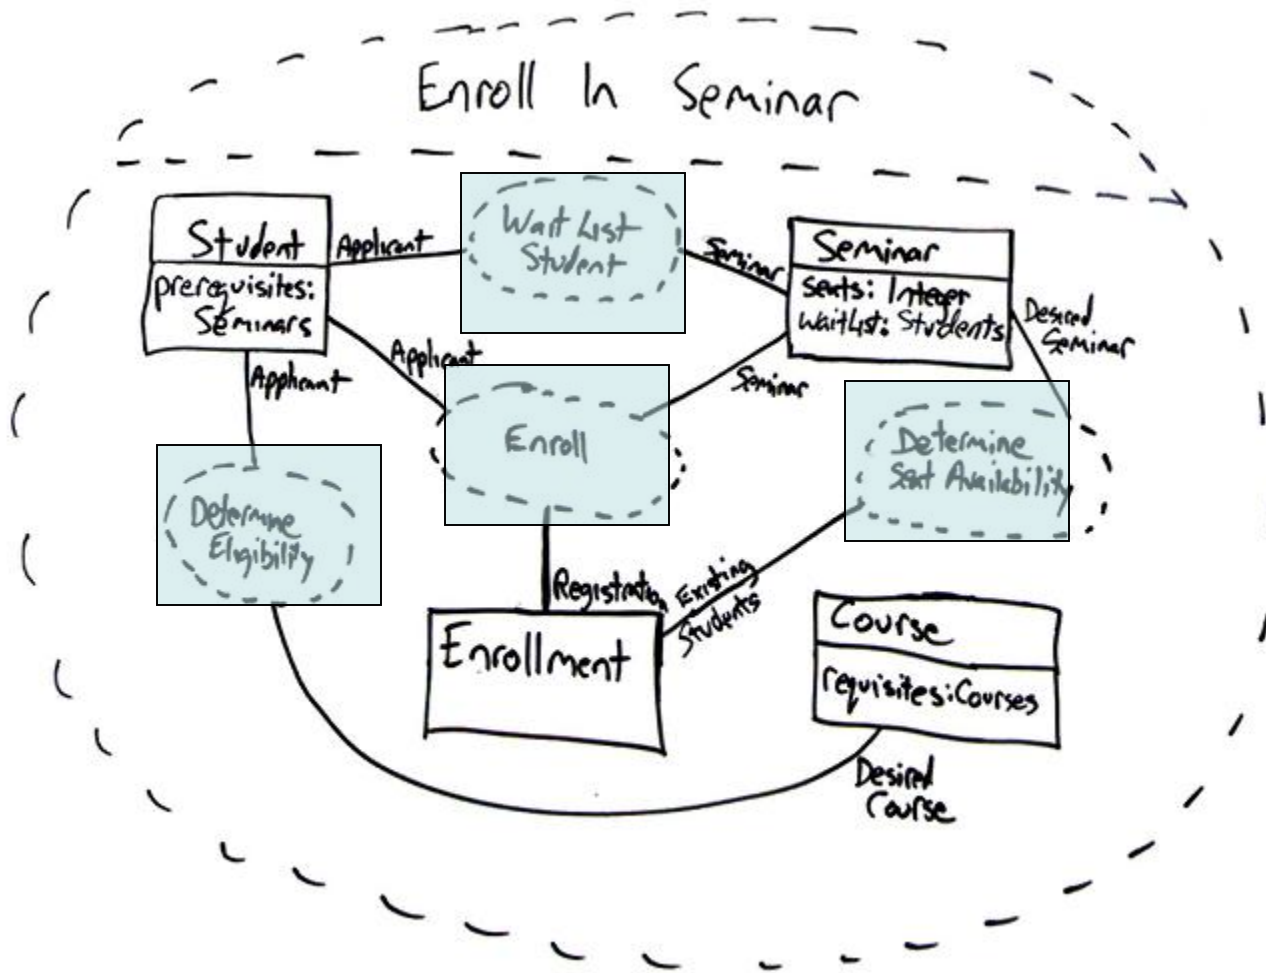 Enroll In Seminar
Student
prerequisites:
Seminars
Applicant
Wait List
Student
Seminar
Seminar
seats: Integer
WaitList: Students
Desired
Seminar
Applicant
Applicant
Enroll
Seminar
Determine
Seat Availability
Determine
Eligibility
Registration
Existing
Students
Enrollment
Course
requisites: Courses
Desired
Course